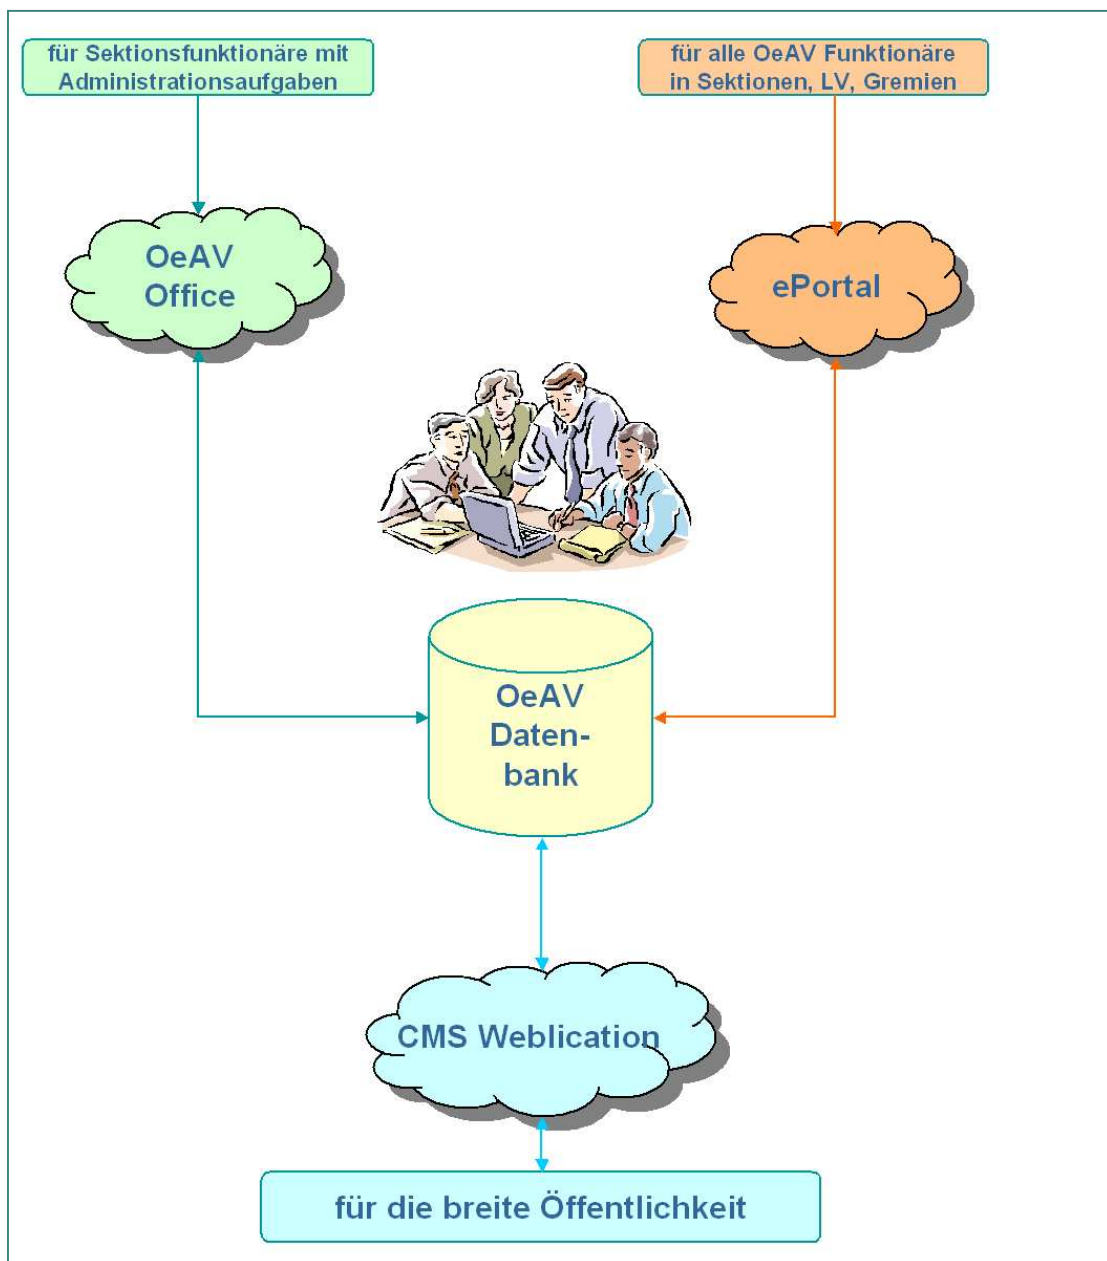 für Sektionsfunktionäre mit
Administrationsaufgaben
für alle OeAV Funktionäre
in Sektionen, LV, Gremien
OeAV
Office
ePortal
OeAV
Daten-
bank
CMS Weblication
für die breite Öffentlichkeit